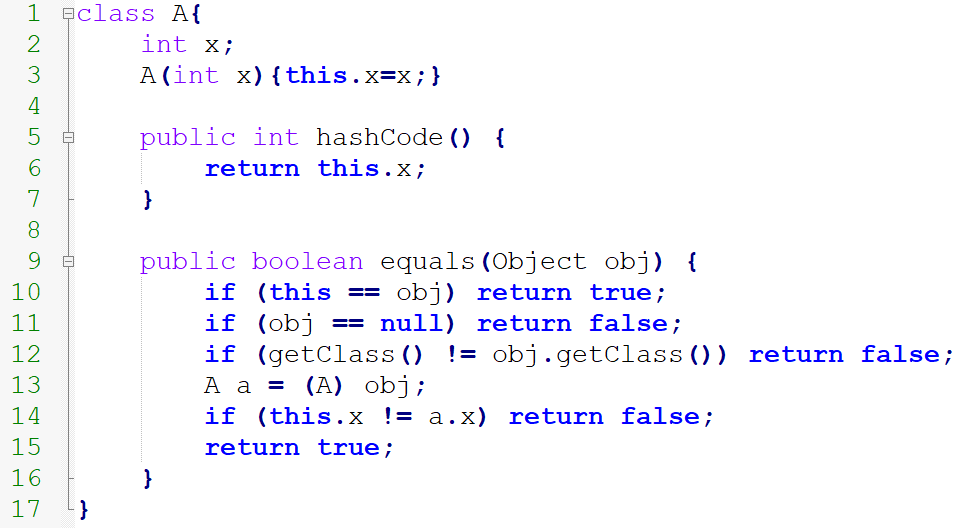 1 class A{
2 int x;
3 A(int x){this.x=x;}
4
5 public int hashCode() {
6 return this.x;
7 }
8
9 public boolean equals(Object obj) {
10 if (this == obj) return true;
11 if (obj == null) return false;
12 if (getClass() != obj.getClass()) return false;
13 A a = (A) obj;
14 if (this.x != a.x) return false;
15 return true;
16 }
17 }